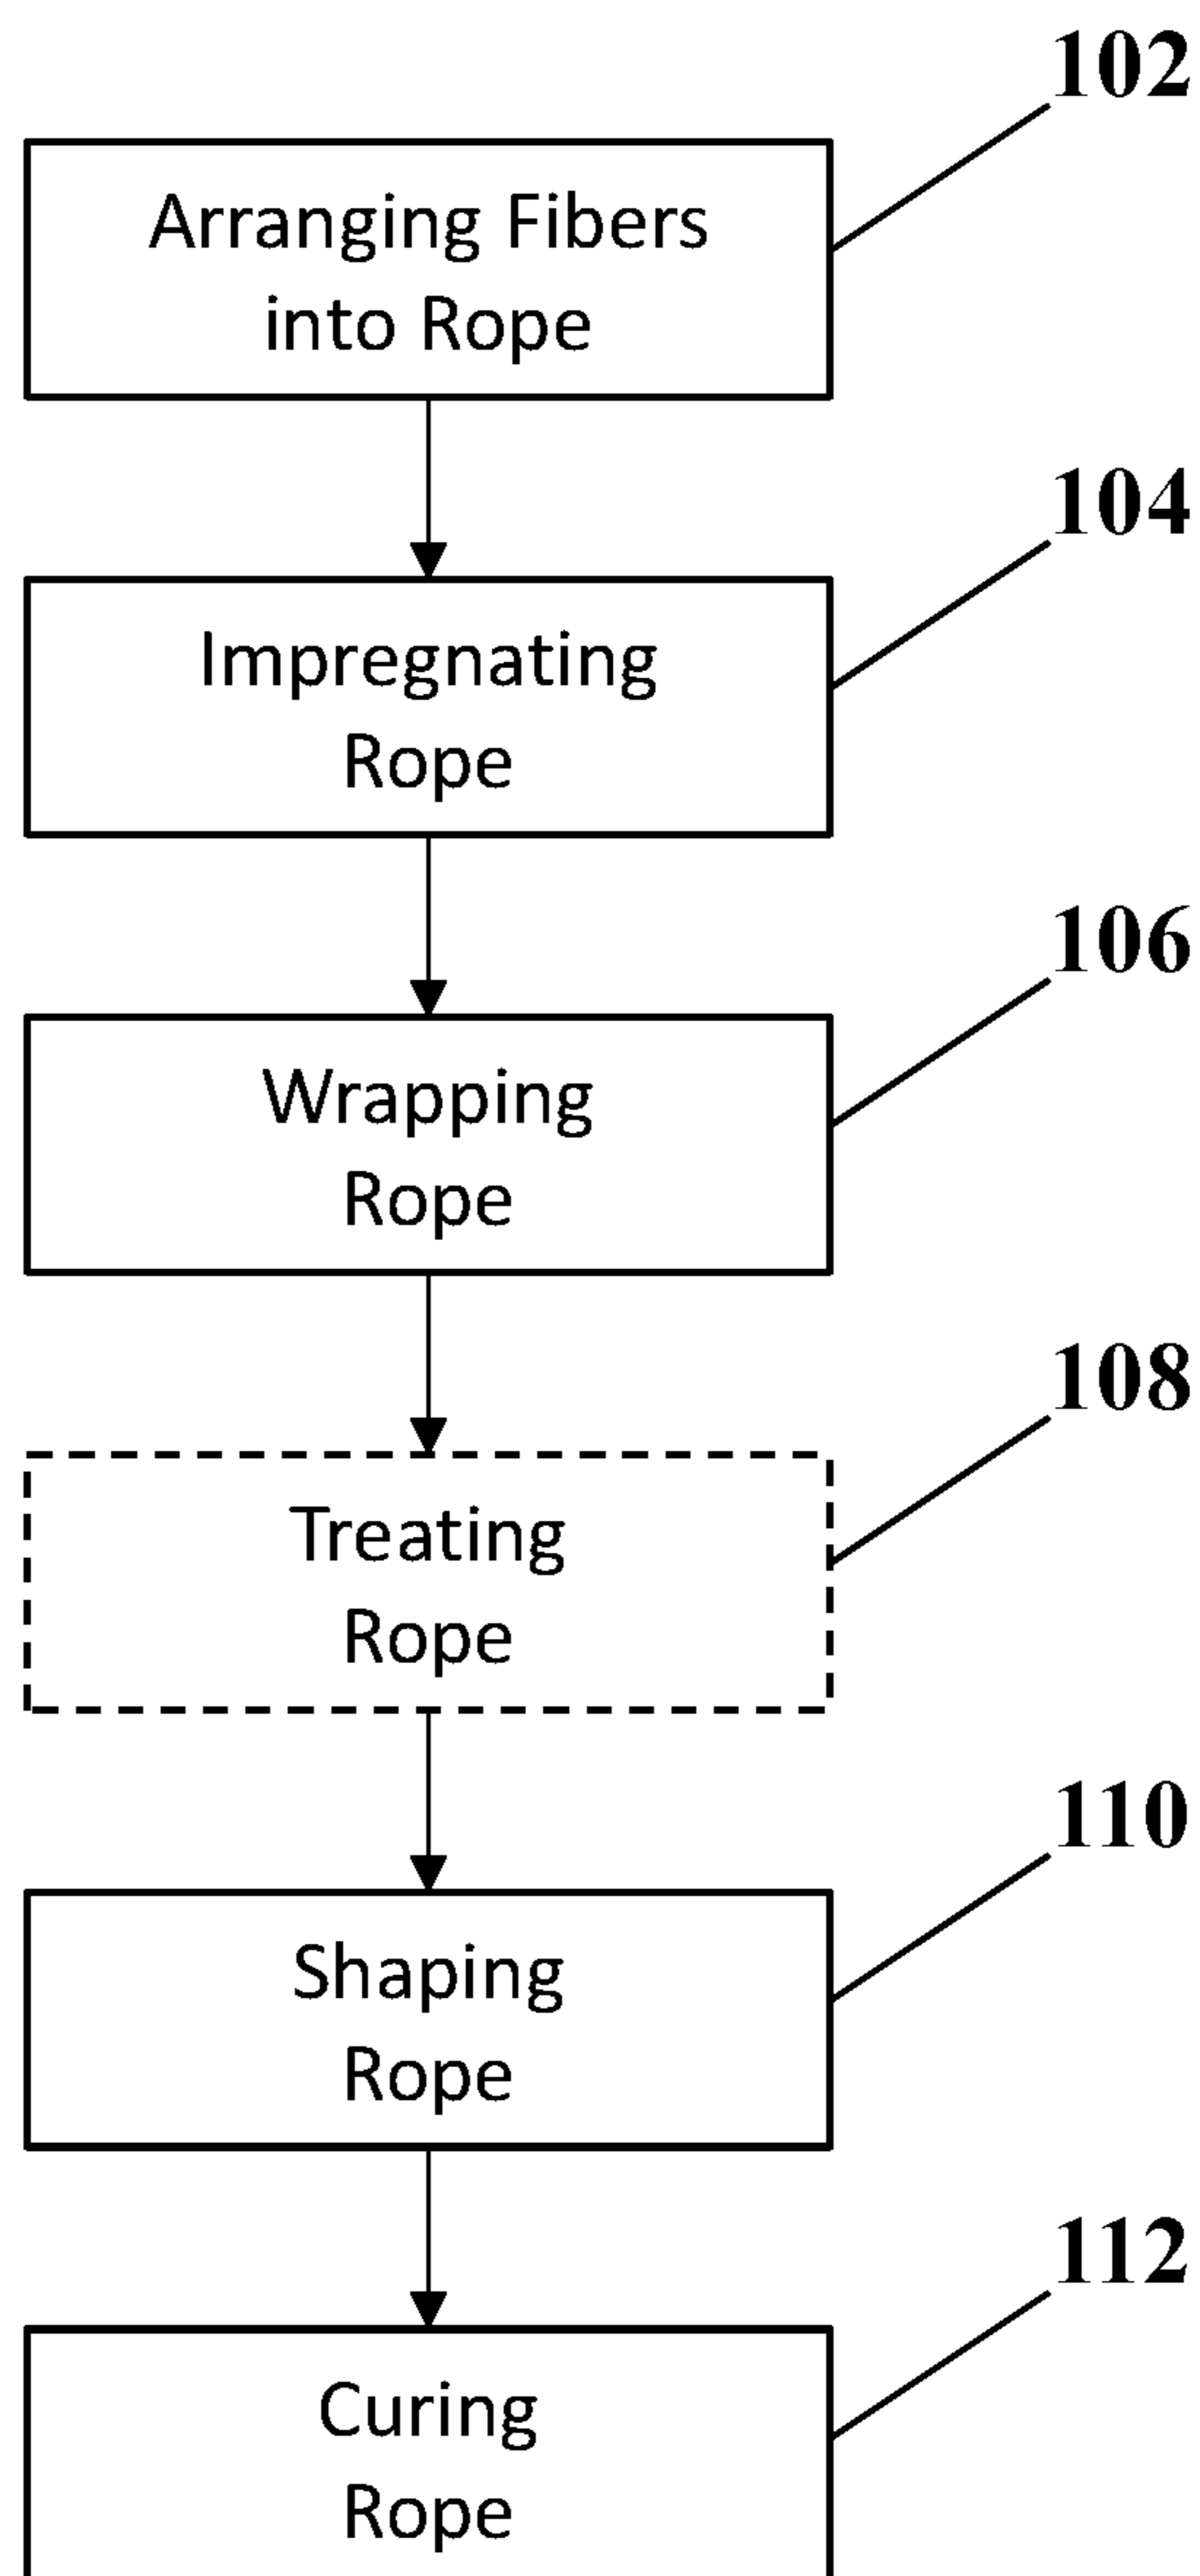 102
Arranging Fibers
into Rope
104
Impregnating
Rope
106
Wrapping
Rope
108
Treating
Rope
110
Shaping
Rope
112
Curing
Rope